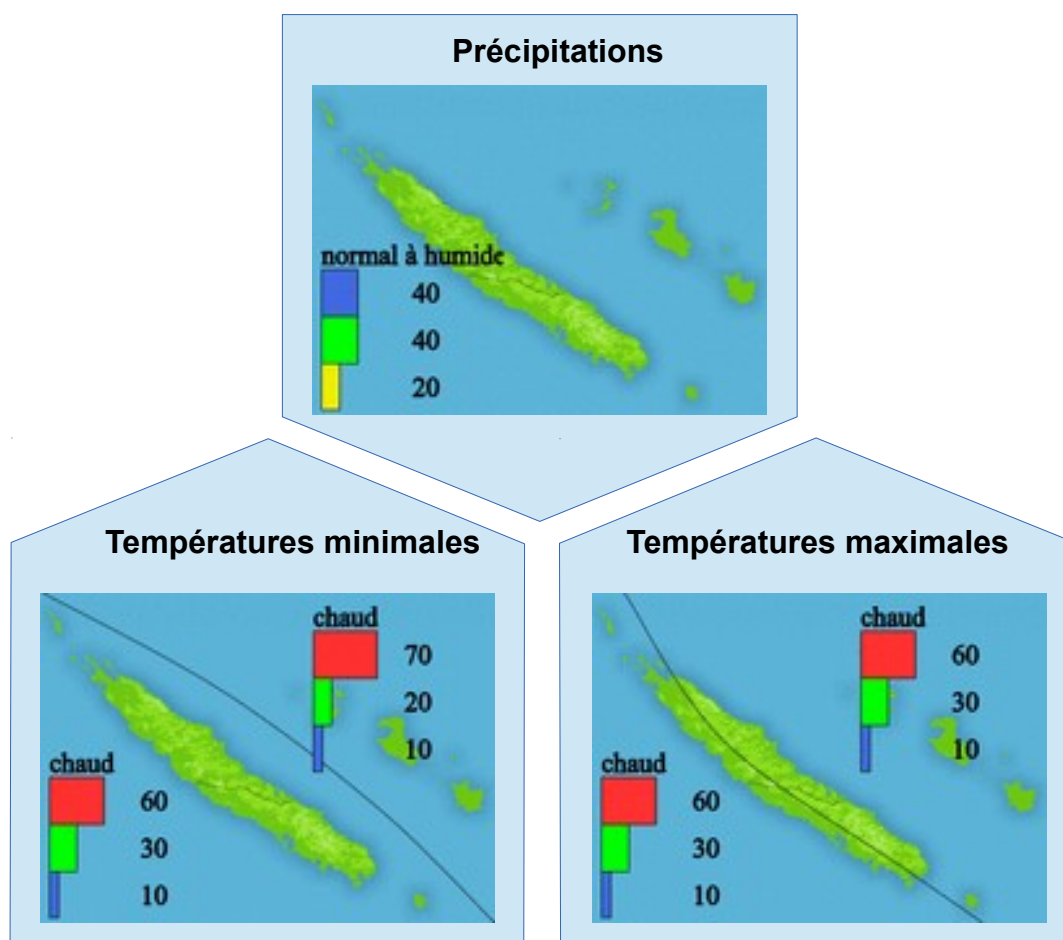 Précipitations
normal à humide
40
40
20
Températures minimales
chaud
70
20
10
chaud
60
30
10
Températures maximales
chaud
60
30
10
chaud
60
30
10